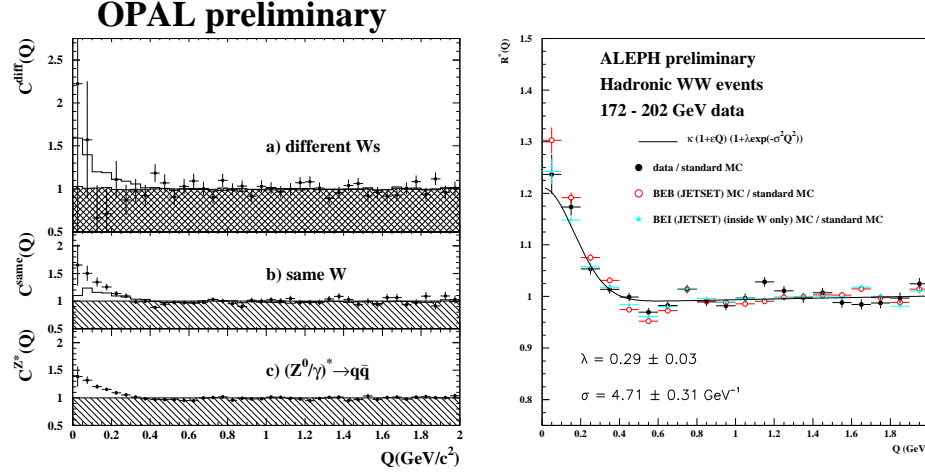 OPAL preliminary
C^diff(Q)
2.5
2
1.5
1
0.5
a) different Ws
C^same(Q)
2
1.5
1
0.5
b) same W
C^Z*(Q)
2
1.5
1
0.5
c) (Z⁰/γ)* → qq̄
0 0.2 0.4 0.6 0.8 1 1.2 1.4 1.6 1.8 2
Q(GeV/c²)
R*(Q)
1.5
1.4
1.3
1.2
1.1
1.0
0.9
0.8
ALEPH preliminary
Hadronic WW events
172 - 202 GeV data
κ (1+εQ) (1+λexp(-σ²Q²))
data / standard MC
BEB (JETSET) MC / standard MC
BEI (JETSET) (inside W only) MC / standard MC
λ = 0.29 ± 0.03
σ = 4.71 ± 0.31 GeV⁻¹
0 0.2 0.4 0.6 0.8 1 1.2 1.4 1.6 1.8
Q (GeV